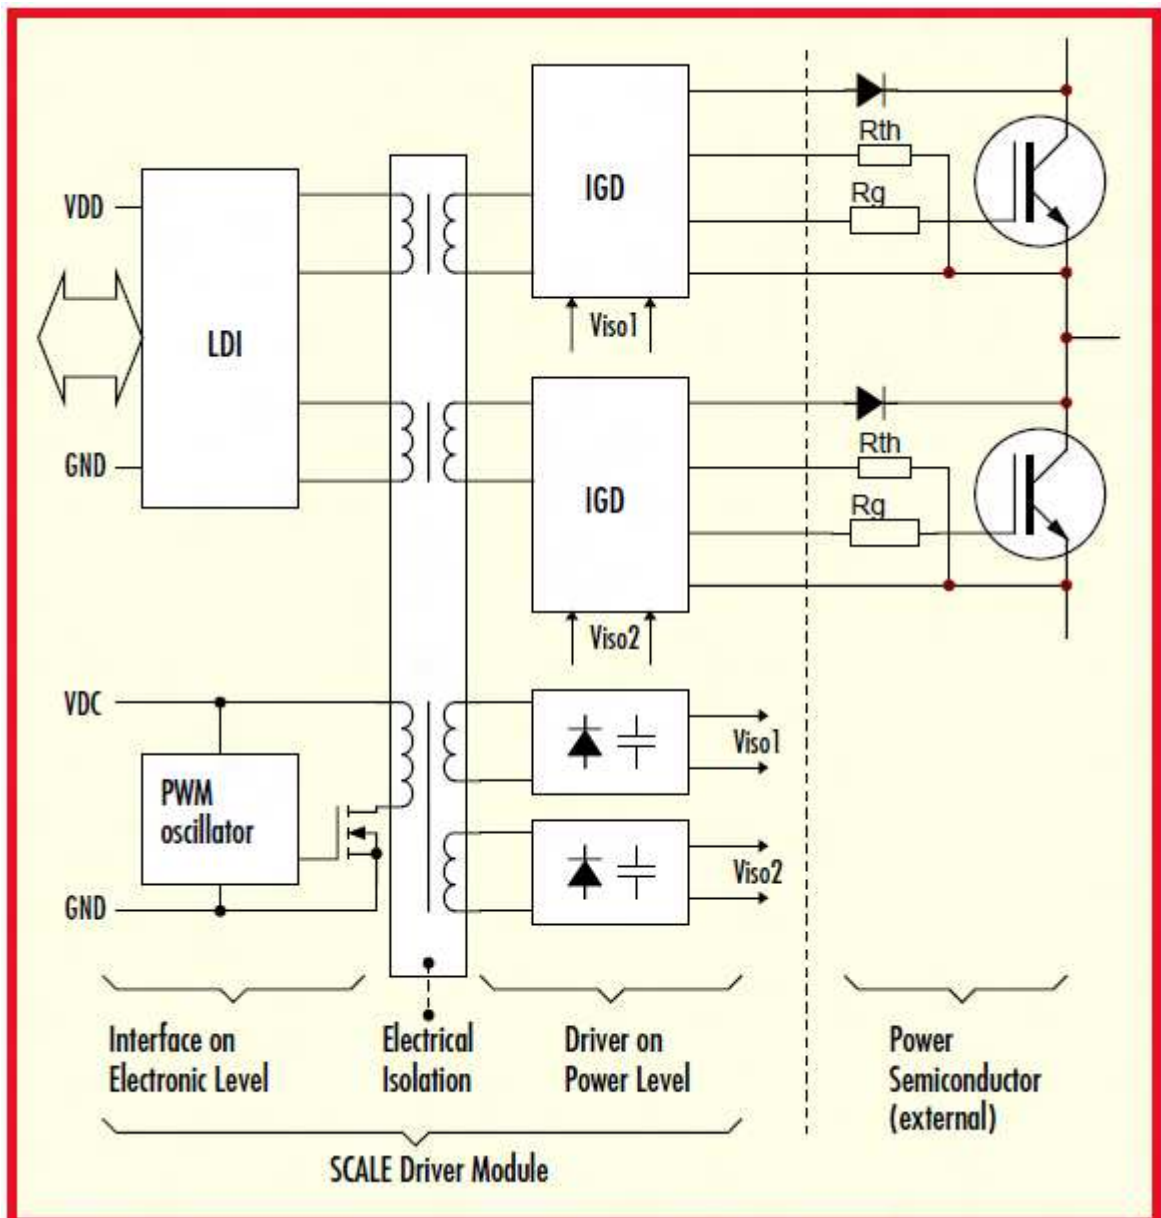 VDD
LDI
GND
IGD
Viso1
Rth
Rg
IGD
Viso2
Rth
Rg
VDC
PWM
oscillator
GND
Viso1
Viso2
Interface on
Electronic Level
Electrical
Isolation
Driver on
Power Level
Power
Semiconductor
(external)
SCALE Driver Module